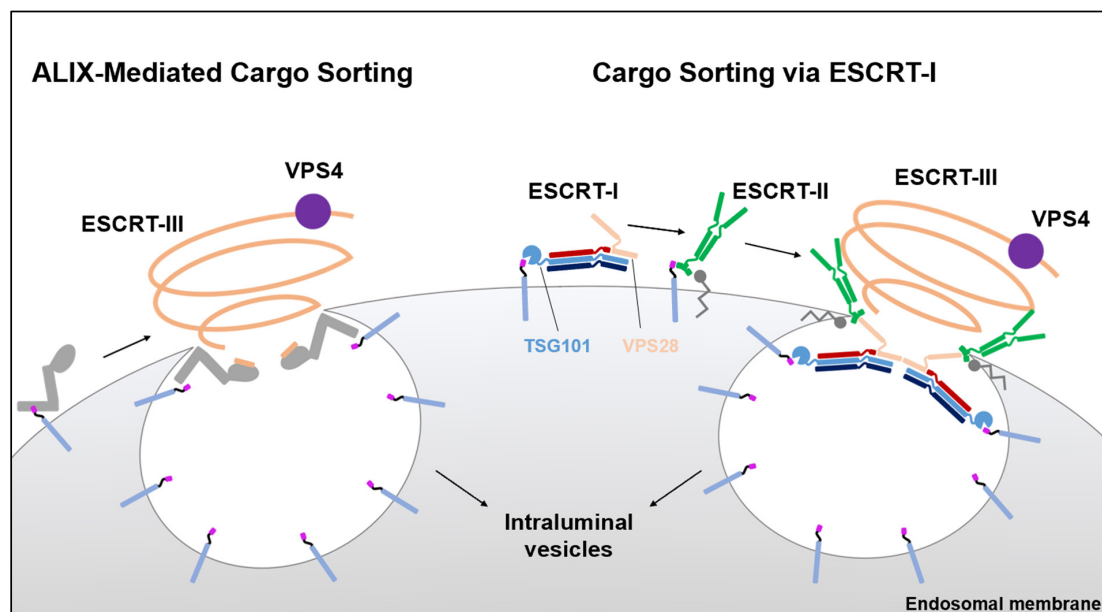 ALIX-Mediated Cargo Sorting
Cargo Sorting via ESCRT-I
VPS4
ESCRT-III
ESCRT-I
ESCRT-II
ESCRT-III
VPS4
TSG101
VPS28
Intraluminal
vesicles
Endosomal membrane